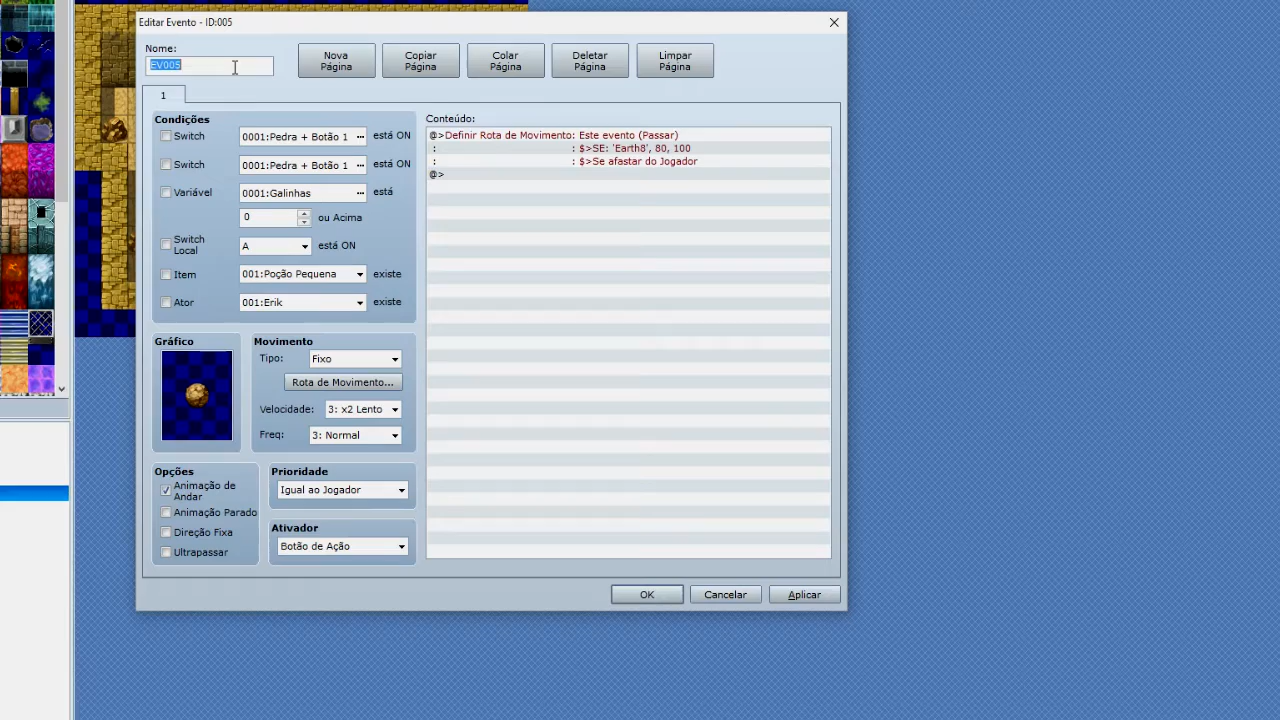 Editar Evento - ID:005
Nome:
EV005
Nova Página
Copiar Página
Colar Página
Deletar Página
Limpar Página
1
Condições
Switch 0001:Pedra + Botão 1 ... está ON
Switch 0001:Pedra + Botão 1 ... está ON
Variável 0001:Galinhas ... está
0 ou Acima
Switch Local A está ON
Item 001:Poção Pequena existe
Ator 001:Erik existe
Gráfico
Movimento
Tipo: Fixo
Rota de Movimento...
Velocidade: 3: x2 Lento
Freq: 3: Normal
Opções
Animação de Andar
Animação Parado
Direção Fixa
Ultrapassar
Prioridade
Igual ao Jogador
Ativador
Botão de Ação
Conteúdo:
@>Definir Rota de Movimento: Este evento (Passar)
: : $>SE: 'Earth8', 80, 100
: : $>Se afastar do Jogador
@>
OK
Cancelar
Aplicar